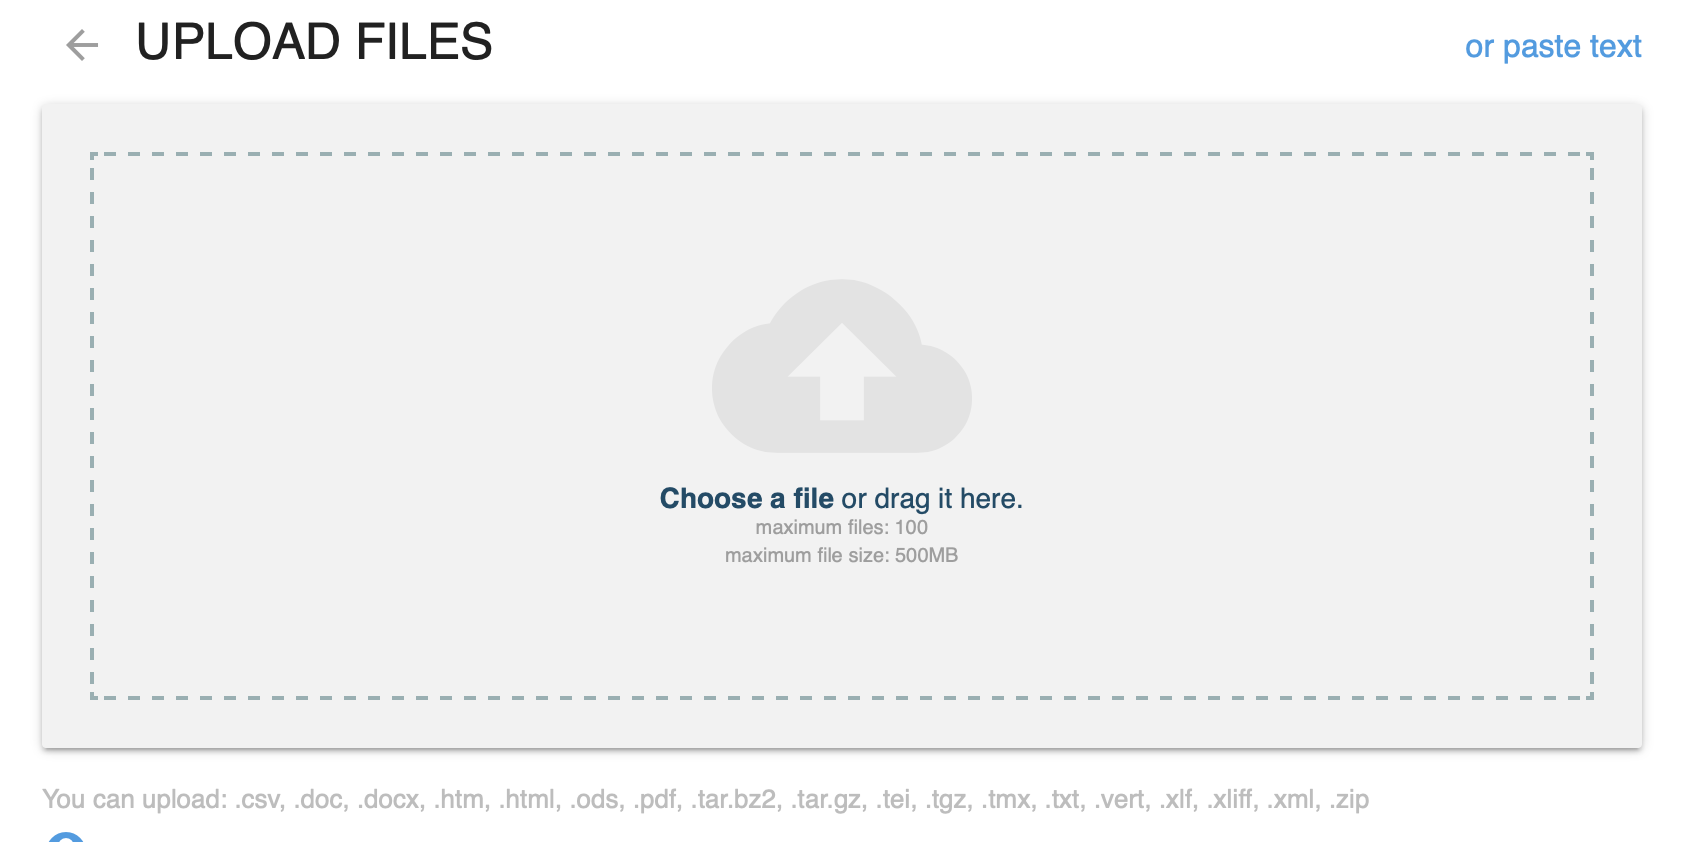 UPLOAD FILES
or paste text
Choose a file or drag it here.
maximum files: 100
maximum file size: 500MB
You can upload: .csv, .doc, .docx, .htm, .html, .ods, .pdf, .tar.bz2, .tar.gz, .tei, .tgz, .tmx, .txt, .vert, .xlf, .xliff, .xml, .zip